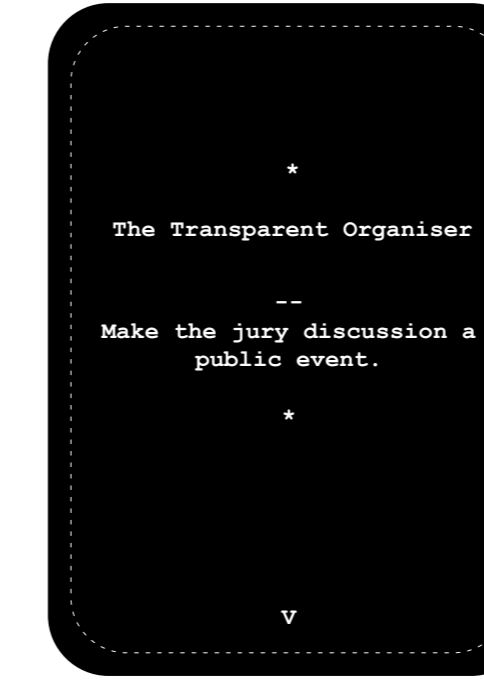 *
The Transparent Organiser
--
Make the jury discussion a
public event.
*
V